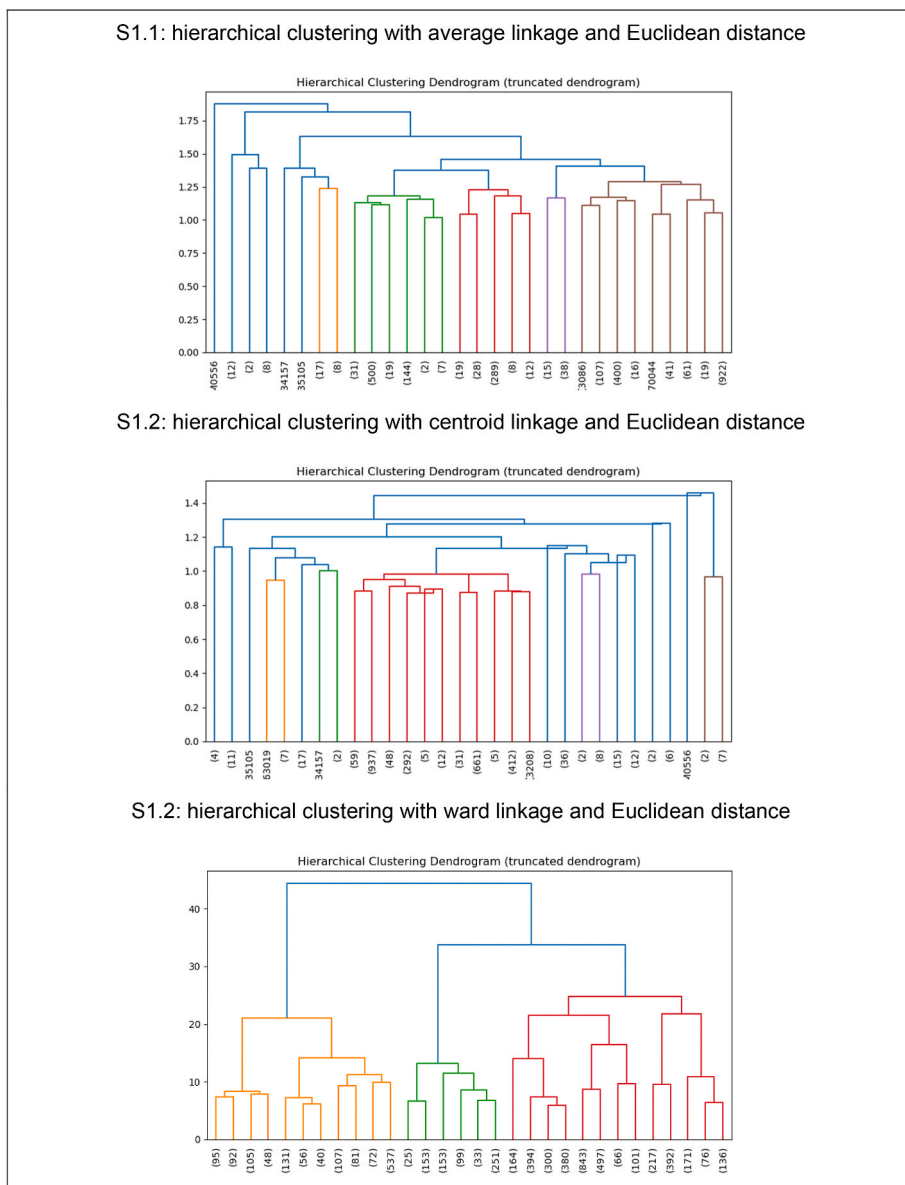 S1.1: hierarchical clustering with average linkage and Euclidean distance
Hierarchical Clustering Dendrogram (truncated dendrogram)
1.75
1.50
1.25
1.00
0.75
0.50
0.25
0.00
40556 (12) (2) (8) 34157 35105 (17) (8) (31) (500) (19) (144) (2) (7) (19) (28) (289) (8) (12) (15) (38) (3086) (107) (400) (16) 70044 (41) (61) (19) (922)
S1.2: hierarchical clustering with centroid linkage and Euclidean distance
Hierarchical Clustering Dendrogram (truncated dendrogram)
1.4
1.2
1.0
0.8
0.6
0.4
0.2
0.0
(4) (11) 35105 63019 (7) (17) 34157 (2) (59) (937) (48) (292) (5) (12) (31) (661) (5) (412) (3208) (10) (36) (2) (8) (15) (12) (2) (6) 40556 (2) (7)
S1.2: hierarchical clustering with ward linkage and Euclidean distance
Hierarchical Clustering Dendrogram (truncated dendrogram)
40
30
20
10
0
(95) (92) (105) (48) (131) (56) (40) (107) (81) (72) (537) (25) (153) (153) (99) (33) (251) (164) (394) (300) (380) (843) (497) (66) (101) (217) (392) (171) (76) (136)